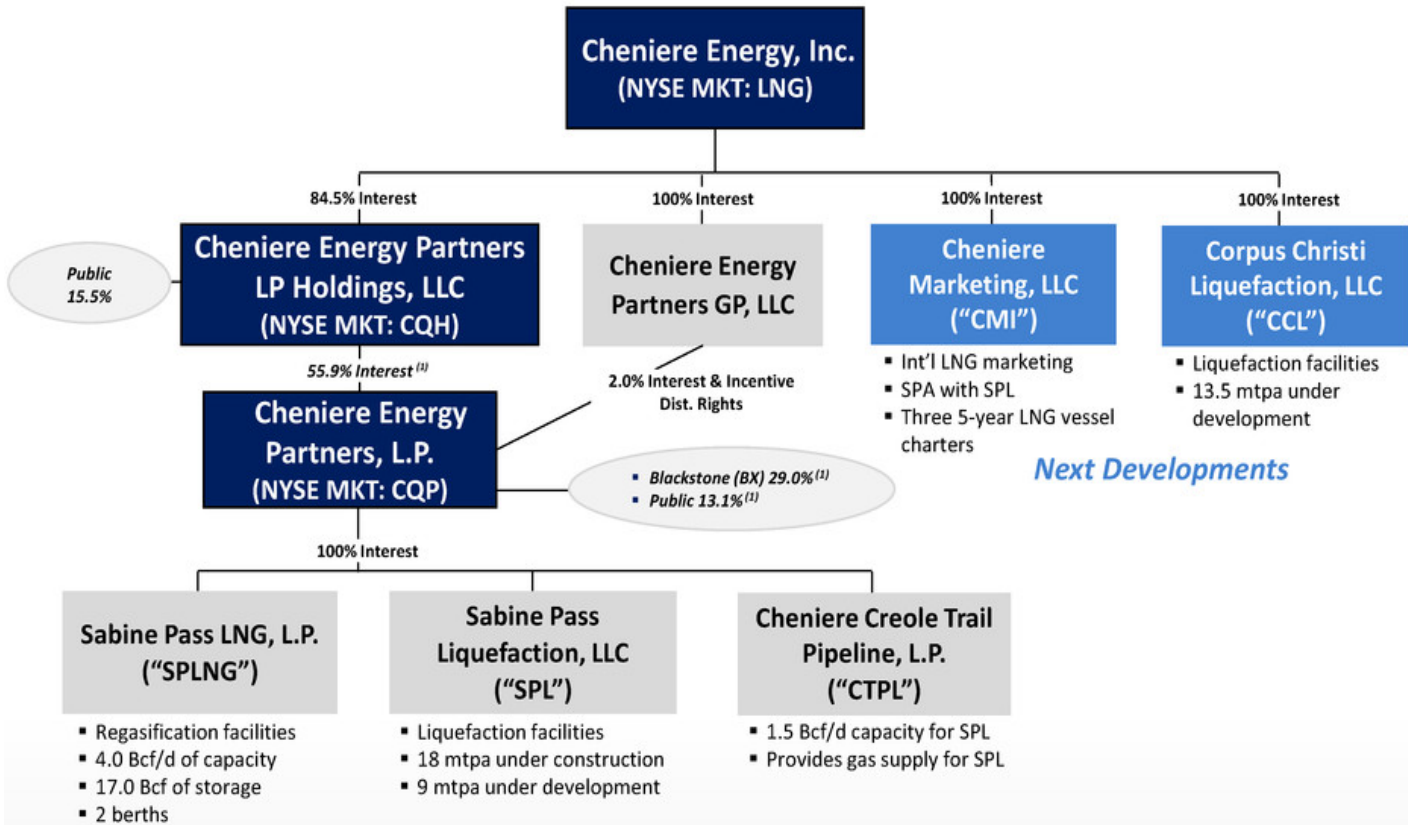 Cheniere Energy, Inc.
(NYSE MKT: LNG)
84.5% Interest
100% Interest
100% Interest
100% Interest
Public
15.5%
Cheniere Energy Partners
LP Holdings, LLC
(NYSE MKT: CQH)
Cheniere Energy
Partners GP, LLC
Cheniere
Marketing, LLC
(“CMI”)
Corpus Christi
Liquefaction, LLC
(“CCL”)
▪ Int’l LNG marketing
▪ SPA with SPL
▪ Three 5-year LNG vessel
charters
▪ Liquefaction facilities
▪ 13.5 mtpa under
development
Next Developments
55.9% Interest (1)
2.0% Interest & Incentive
Dist. Rights
Cheniere Energy
Partners, L.P.
(NYSE MKT: CQP)
▪ Blackstone (BX) 29.0% (1)
▪ Public 13.1% (1)
100% Interest
Sabine Pass LNG, L.P.
(“SPLNG”)
▪ Regasification facilities
▪ 4.0 Bcf/d of capacity
▪ 17.0 Bcf of storage
▪ 2 berths
Sabine Pass
Liquefaction, LLC
(“SPL”)
▪ Liquefaction facilities
▪ 18 mtpa under construction
▪ 9 mtpa under development
Cheniere Creole Trail
Pipeline, L.P.
(“CTPL”)
▪ 1.5 Bcf/d capacity for SPL
▪ Provides gas supply for SPL